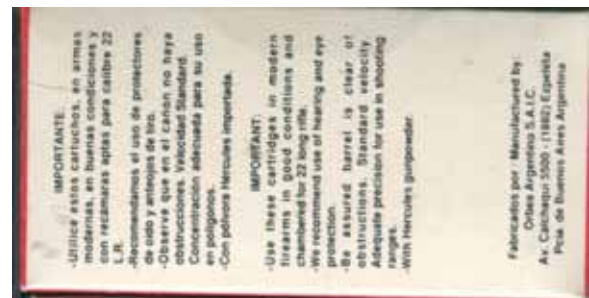 IMPORTANTE:
-Utilice estos cartuchos, en armas
modernas, en buenas condiciones y
con recámaras aptas para calibre 22
L.R.
-Recomendamos el uso de protectores
de oído y anteojos de tiro.
-Observe que en el cañon no haya
obstrucciones. Velocidad Standard.
Concentración adecuada para su uso
en polígonos.
-Con pólvora Hércules importada.
IMPORTANT:
-Use these cartridges in modern
firearms in good conditions and
chambered for 22 long rifle.
-We recommend use of hearing and eye
protection.
-Be assured barrel is clear of
obstructions. Standard velocity.
Adequate precision for use in shooting
ranges.
-With Hercules gunpowder.
Fabricados por: Manufactured by:
Orbea Argentina S.A.I.C.
Av. Calchaqui 5500 - (1882) Ezpeleta
Pcia de Buenos Aires Argentina